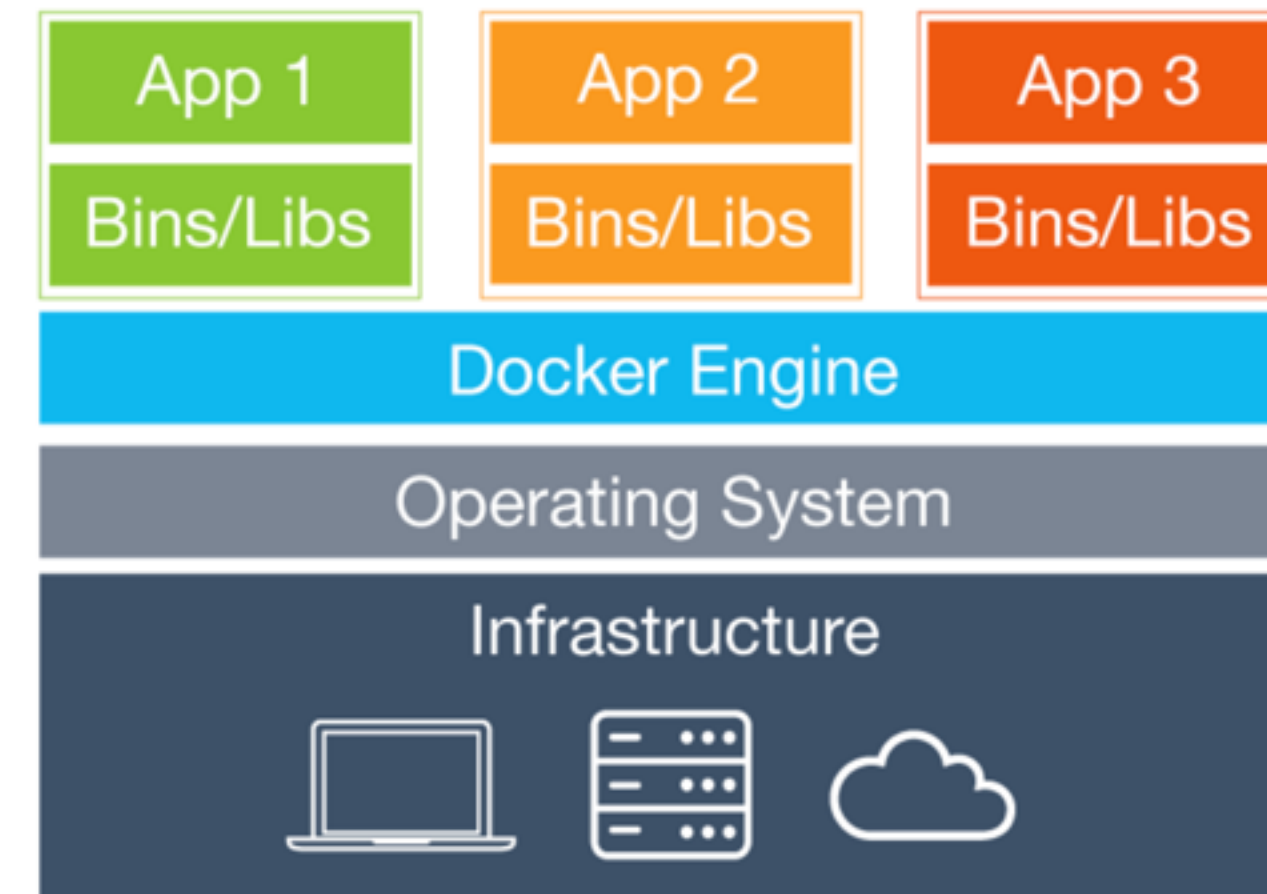 App 1 App 2 App 3
Bins/Libs Bins/Libs Bins/Libs
Docker Engine
Operating System
Infrastructure